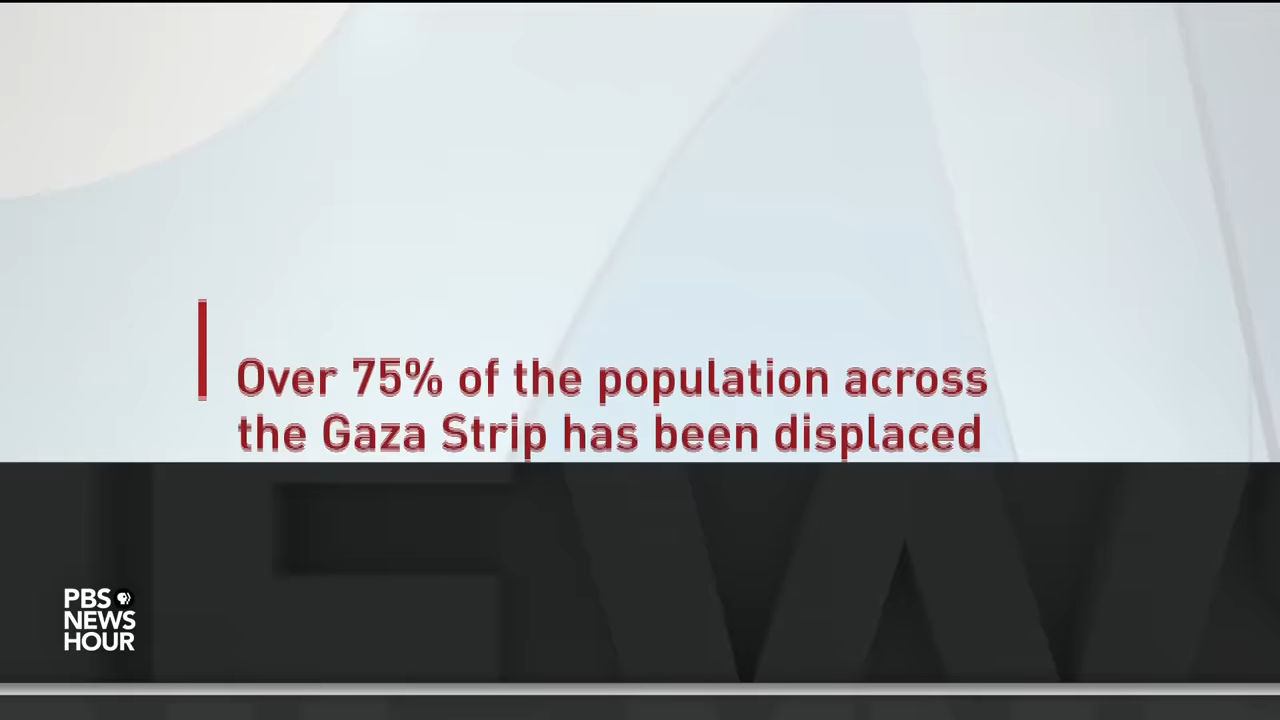 Over 75% of the population across
the Gaza Strip has been displaced
PBS
NEWS
HOUR